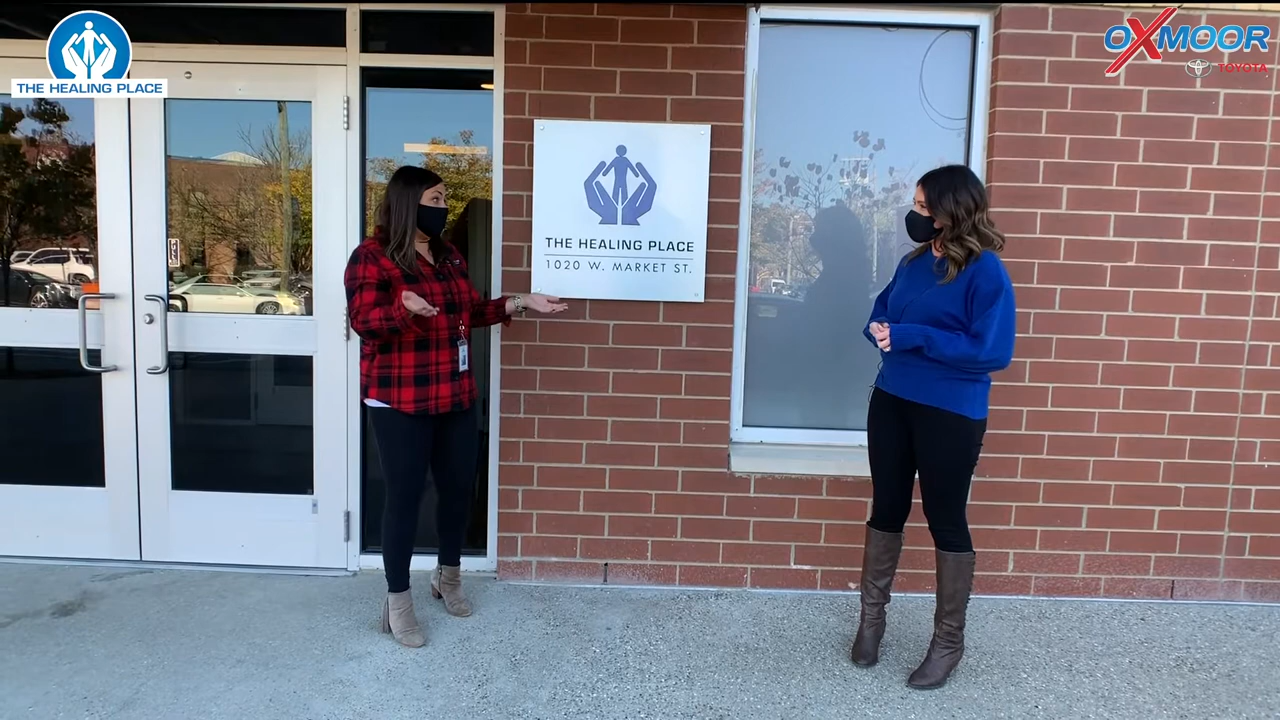 THE HEALING PLACE
OXMOOR
TOYOTA
THE HEALING PLACE
1020 W. MARKET ST.